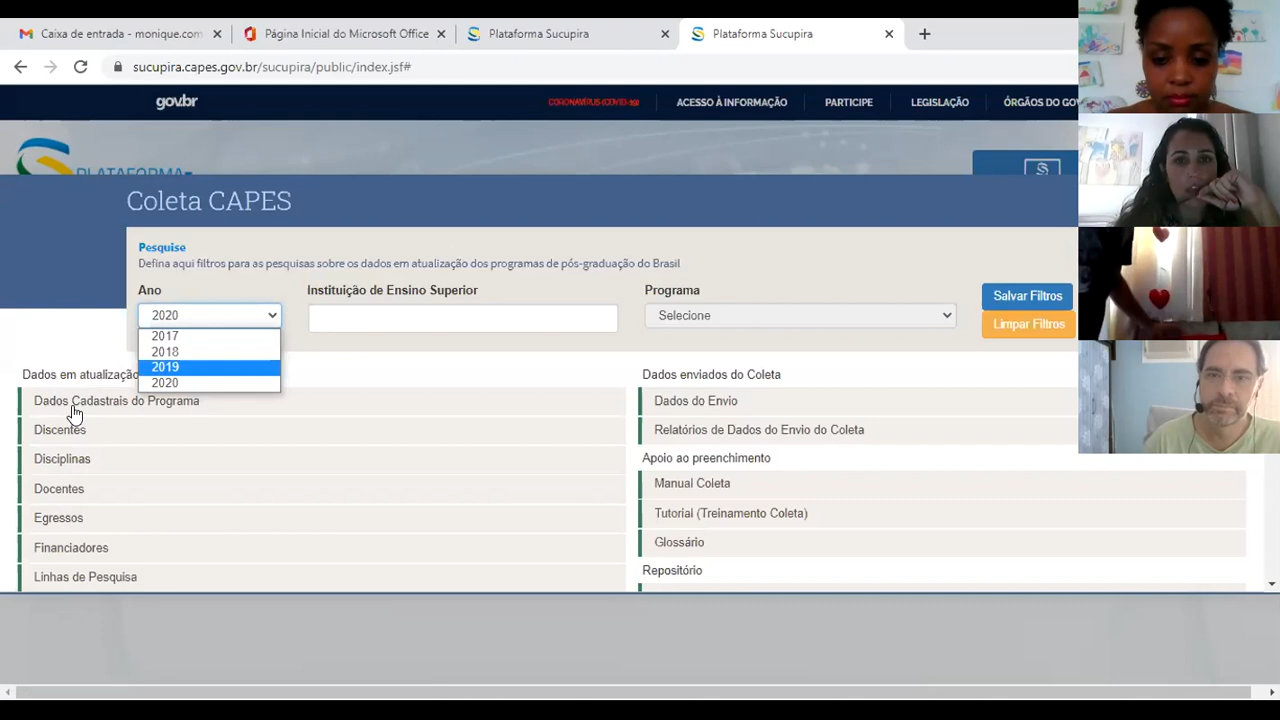 Caixa de entrada - monique.com
Página Inicial do Microsoft Office
Plataforma Sucupira
Plataforma Sucupira
sucupira.capes.gov.br/sucupira/public/index.jsf#
gov.br
CORONAVÍRUS (COVID-19)
ACESSO À INFORMAÇÃO
PARTICIPE
LEGISLAÇÃO
ÓRGÃOS DO GOV
PLATAFORMA
Coleta CAPES
Pesquise
Defina aqui filtros para as pesquisas sobre os dados em atualização dos programas de pós-graduação do Brasil
Ano
Instituição de Ensino Superior
Programa
2020
Selecione
Salvar Filtros
Limpar Filtros
2017
2018
2019
2020
Dados em atualização
Dados Cadastrais do Programa
Discentes
Disciplinas
Docentes
Egressos
Financiadores
Linhas de Pesquisa
Dados enviados do Coleta
Dados do Envio
Relatórios de Dados do Envio do Coleta
Apoio ao preenchimento
Manual Coleta
Tutorial (Treinamento Coleta)
Glossário
Repositório